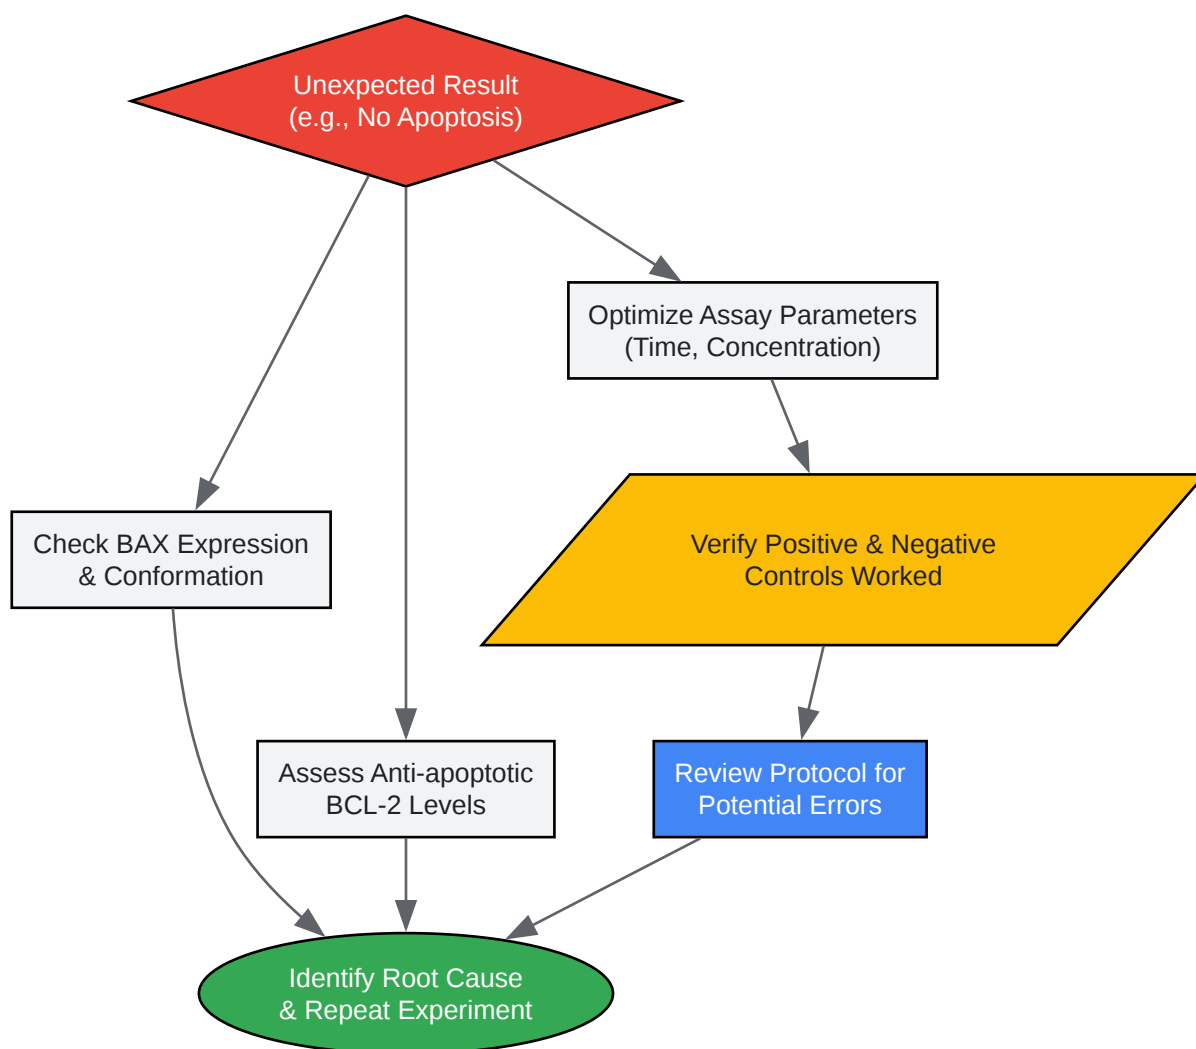 Unexpected Result
(e.g., No Apoptosis)
Optimize Assay Parameters
(Time, Concentration)
Check BAX Expression
& Conformation
Verify Positive & Negative
Controls Worked
Assess Anti-apoptotic
BCL-2 Levels
Review Protocol for
Potential Errors
Identify Root Cause
& Repeat Experiment